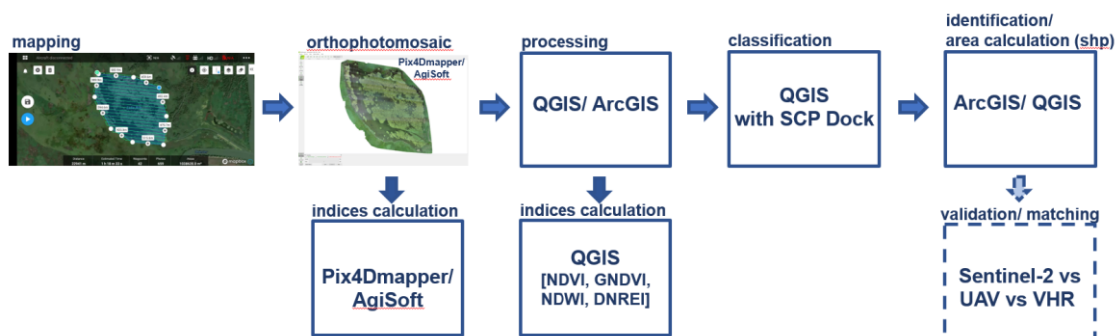 mapping
orthophotomosaic
Pix4Dmapper/
AgiSoft
processing
QGIS/ ArcGIS
classification
QGIS
with SCP Dock
identification/
area calculation (shp)
ArcGIS/ QGIS
indices calculation
Pix4Dmapper/
AgiSoft
indices calculation
QGIS
[NDVI, GNDVI,
NDWI, DNREI]
validation/ matching
Sentinel-2 vs
UAV vs VHR